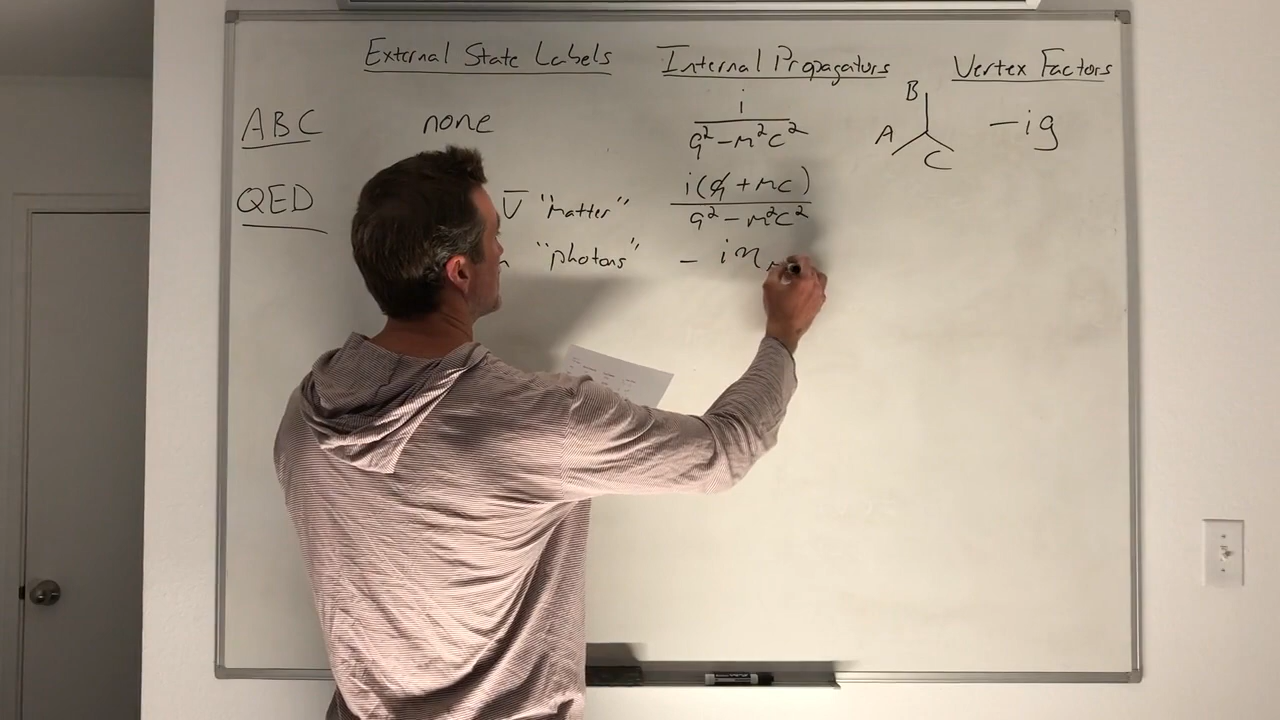 External State Labels Internal Propagators Vertex Factors
ABC none i/(q² - m²c²) B A C -ig
QED v̄ "matter" i(q̸ + mc)/(q² - m²c²)
"photons" - iη